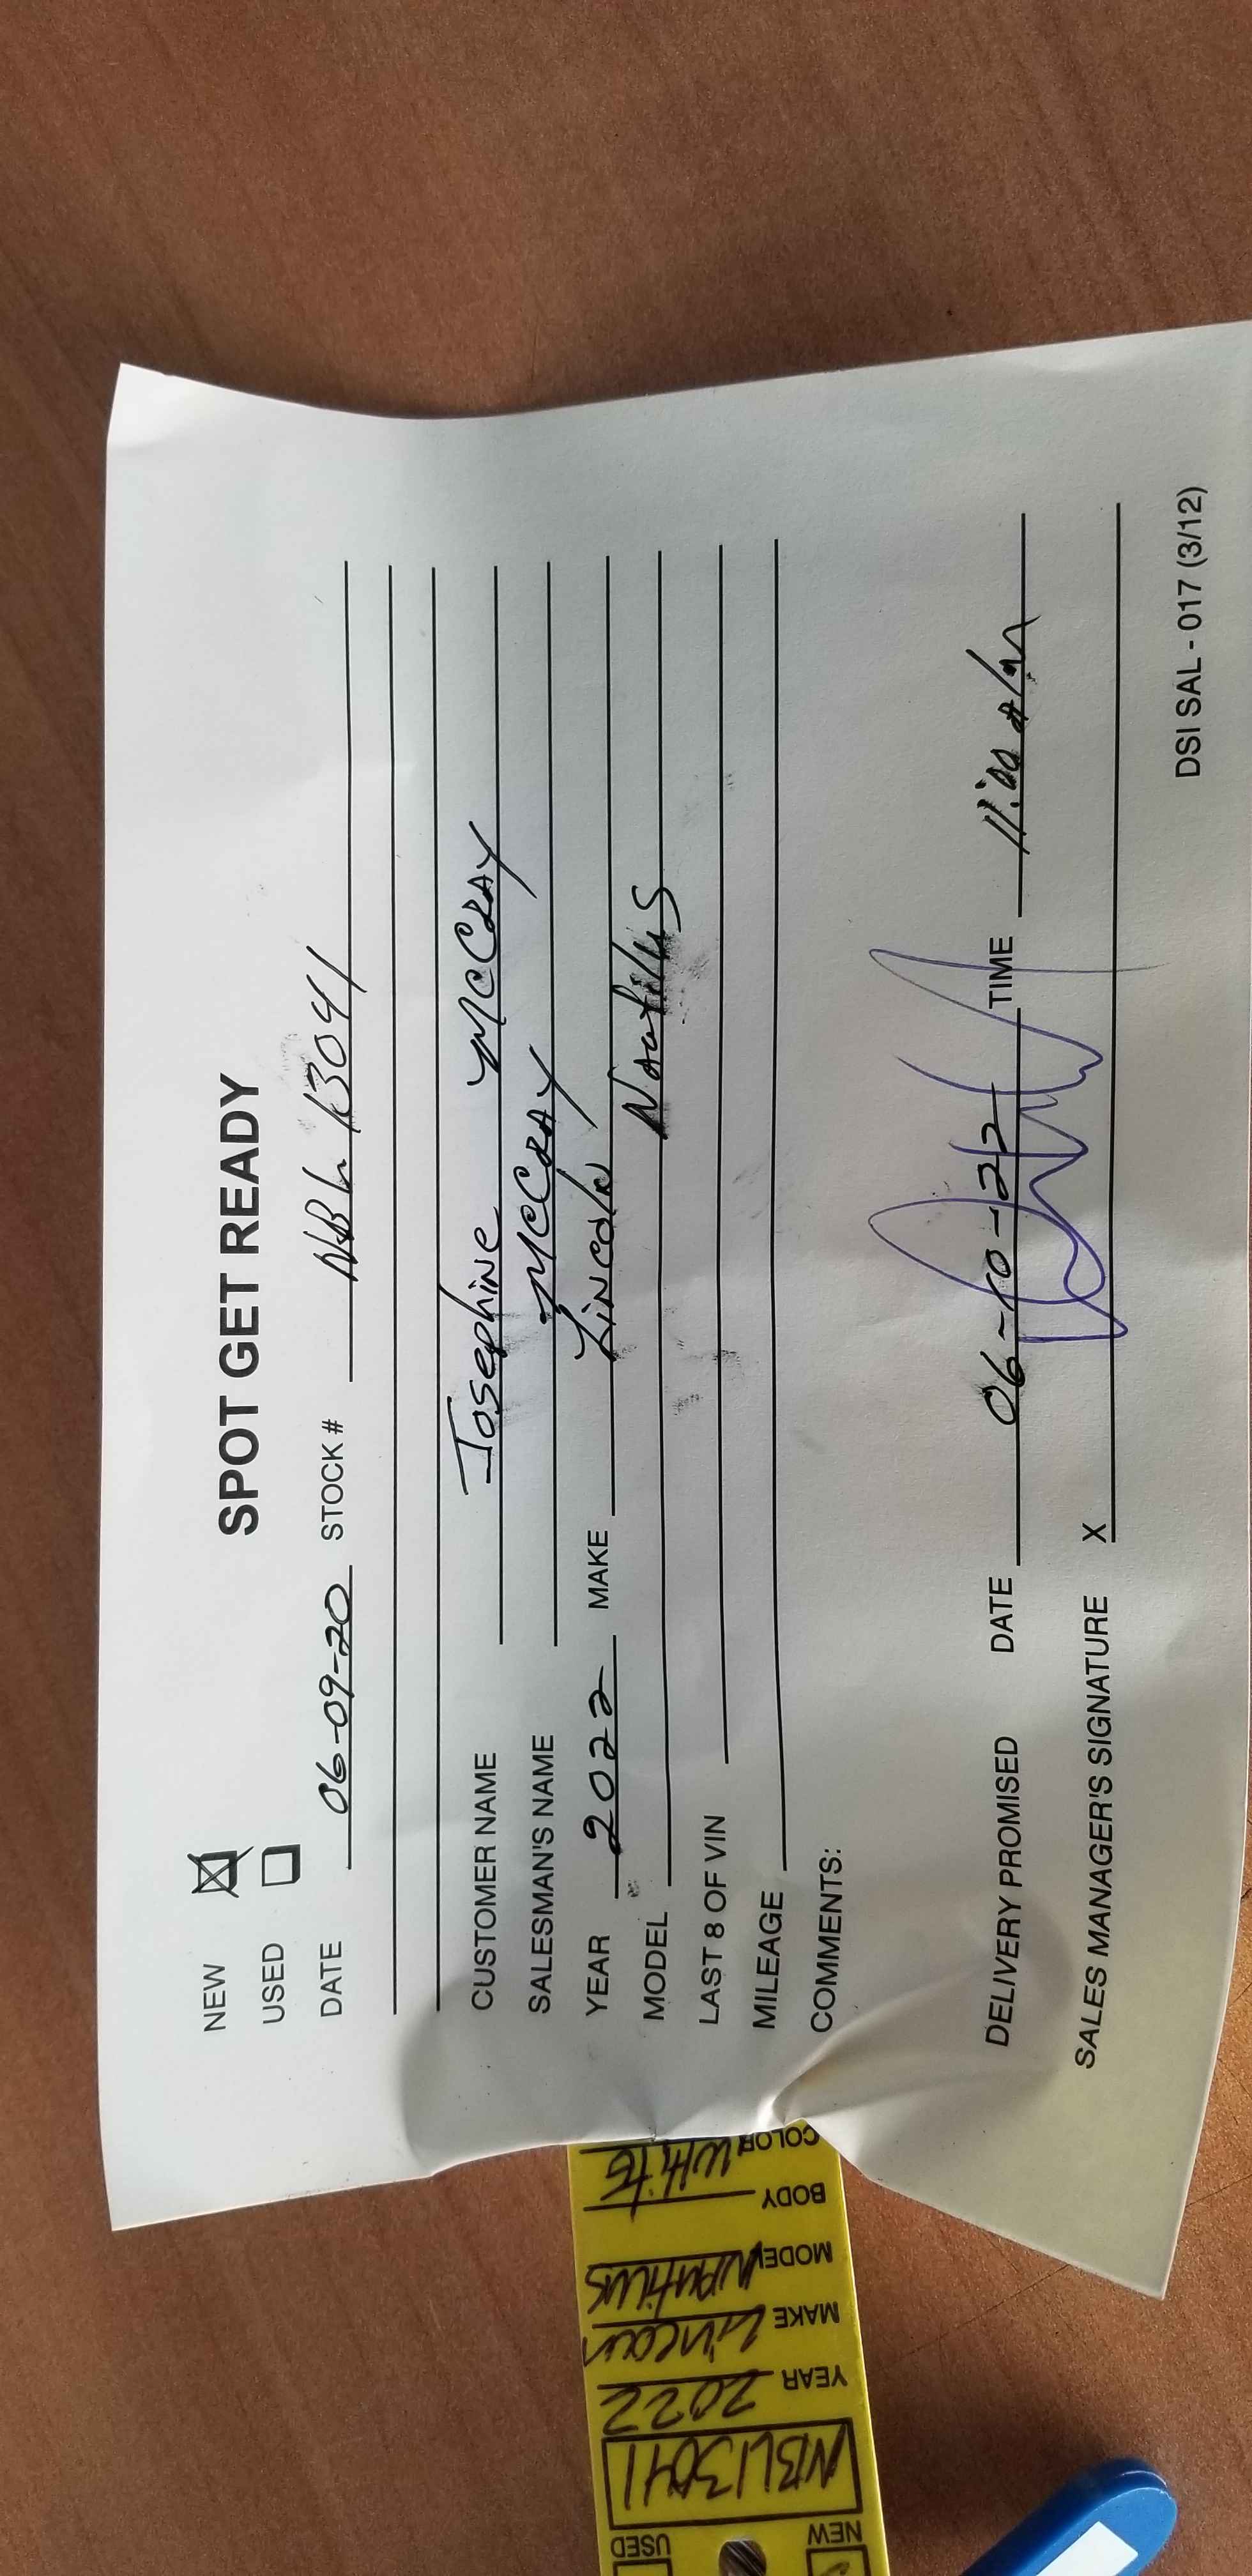 SPOT GET READY
NEW
USED
DATE 06-09-20 STOCK # NBL13041
CUSTOMER NAME Josephine McCray
SALESMAN'S NAME McCray
YEAR 2022 MAKE Lincoln
MODEL Nautilus
LAST 8 OF VIN
MILEAGE
COMMENTS:
DELIVERY PROMISED DATE 06-10-22 TIME 11:00
SALES MANAGER'S SIGNATURE X
DSI SAL - 017 (3/12)
NEW
USED
NBL13041
YEAR 2022
MAKE Lincoln
MODEL Nautilus
BODY
COLOR White